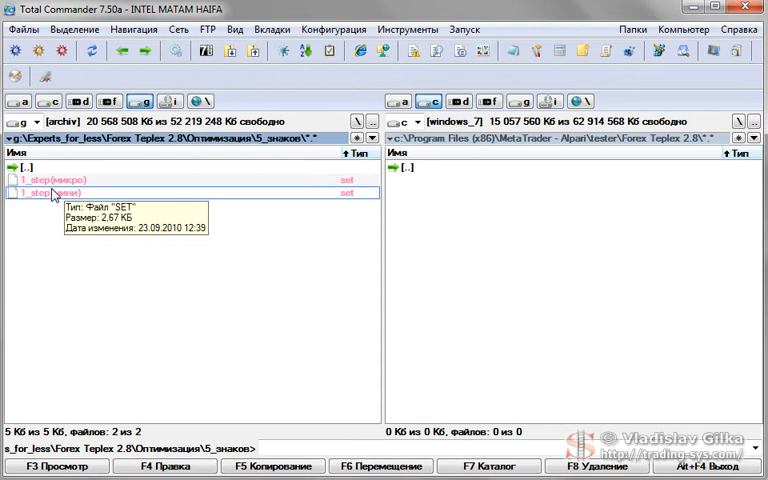 Total Commander 7.50a - INTEL MATAM HAIFA
Файлы Выделение Навигация Сеть FTP Вид Вкладки Конфигурация Инструменты Запуск Папки Компьютер Справка
a c d f g i \ a c d f g i \
g [archiv] 20 568 508 Кб из 52 219 248 Кб свободно \ .. c [windows_7] 15 057 560 Кб из 62 914 568 Кб свободно \ ..
g:\Experts_for_less\Forex Teplex 2.8\Оптимизация\5_знаков\*.* * c:\Program Files (x86)\MetaTrader - Alpari\tester\Forex Teplex 2.8\*.* *
Имя Тип Имя Тип
[..] [..]
1_step(микро) set
1_step( set
Тип: Файл "SET"
Размер: 2,67 КБ
Дата изменения: 23.09.2010 12:39
5 Кб из 5 Кб, файлов: 2 из 2 0 Кб из 0 Кб, файлов: 0 из 0
s_for_less\Forex Teplex 2.8\Оптимизация\5_знаков>
© Vladislav Gilka
http://trading-sys.com/
F3 Просмотр F4 Правка F5 Копирование F6 Перемещение F7 Каталог F8 Удаление Alt+F4 Выход